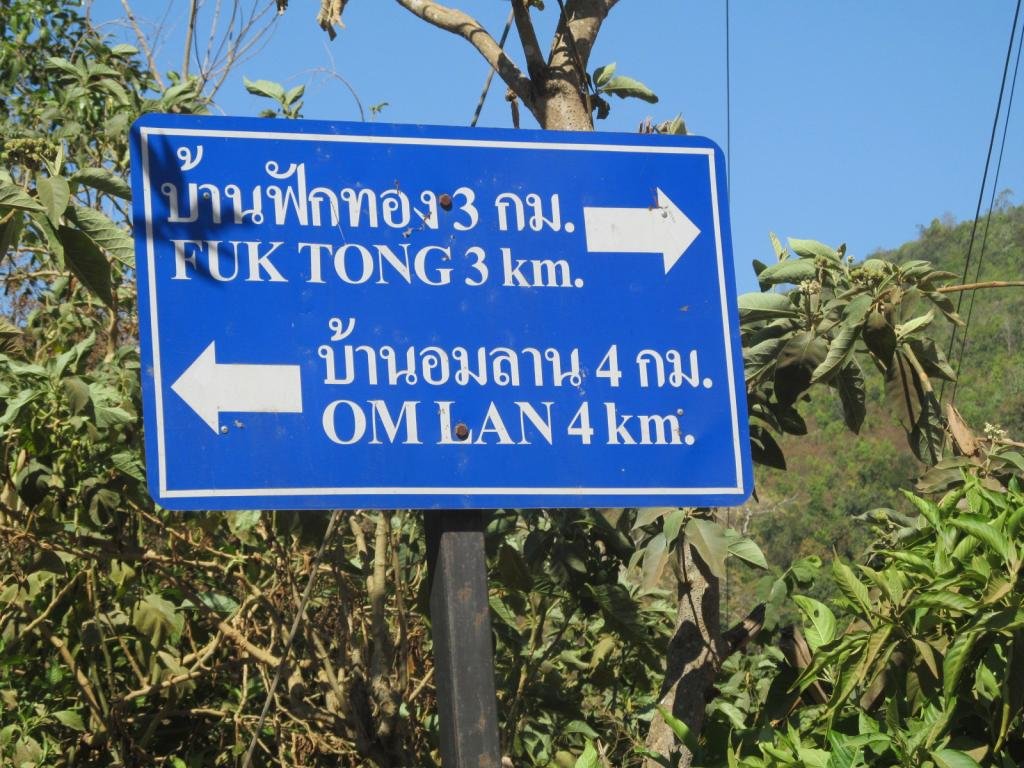 บ้านฟักทอง 3 กม.
FUK TONG 3 km.
บ้านอมลาน 4 กม.
OM LAN 4 km.